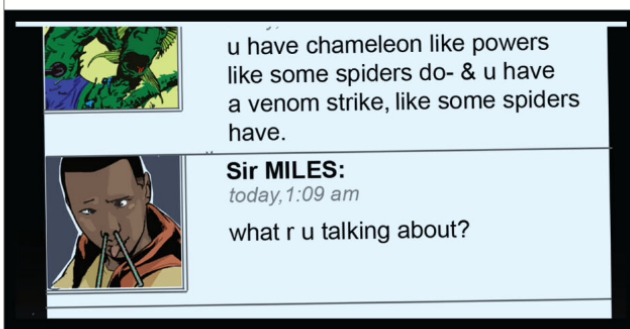 u have chameleon like powers
like some spiders do- & u have
a venom strike, like some spiders
have.
Sir MILES:
today,1:09 am
what r u talking about?